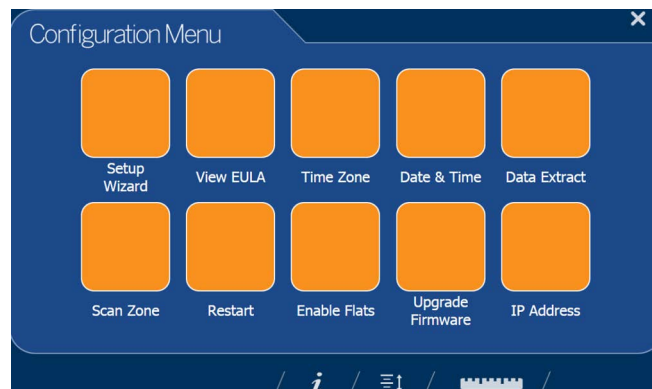 Configuration Menu
Setup
Wizard
View EULA
Time Zone
Date & Time
Data Extract
Scan Zone
Restart
Enable Flats
Upgrade
Firmware
IP Address
i